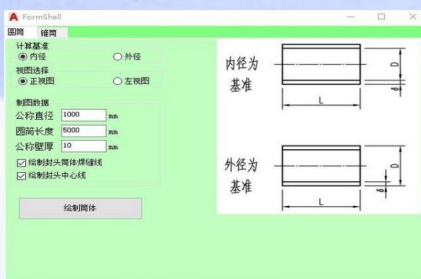 FormShell
圆筒 锥筒
计算基准
内径 外径
视图选择
正视图 左视图
制图数据
公称直径 1000 mm
圆筒长度 5000 mm
公称壁厚 10 mm
绘制封头筒体焊缝线
绘制封头中心线
绘制筒体
内径为
基准
D
δ
L
外径为
基准
D
δ
L